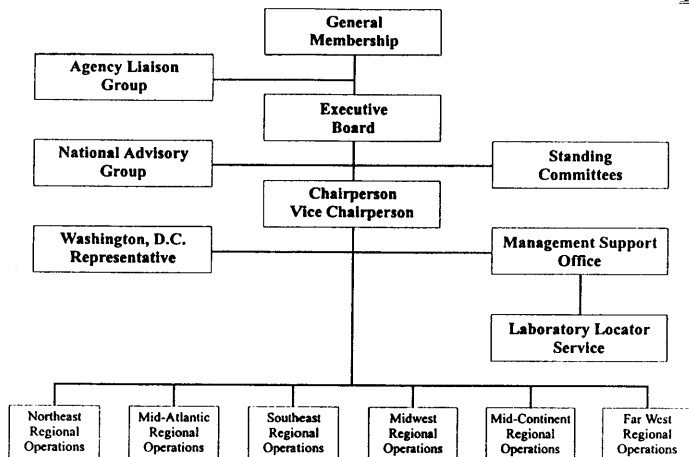 General
Membership
Agency Liaison
Group
Executive
Board
National Advisory
Group
Standing
Committees
Chairperson
Vice Chairperson
Washington, D.C.
Representative
Management Support
Office
Laboratory Locator
Service
Northeast
Regional
Operations
Mid-Atlantic
Regional
Operations
Southeast
Regional
Operations
Midwest
Regional
Operations
Mid-Continent
Regional
Operations
Far West
Regional
Operations